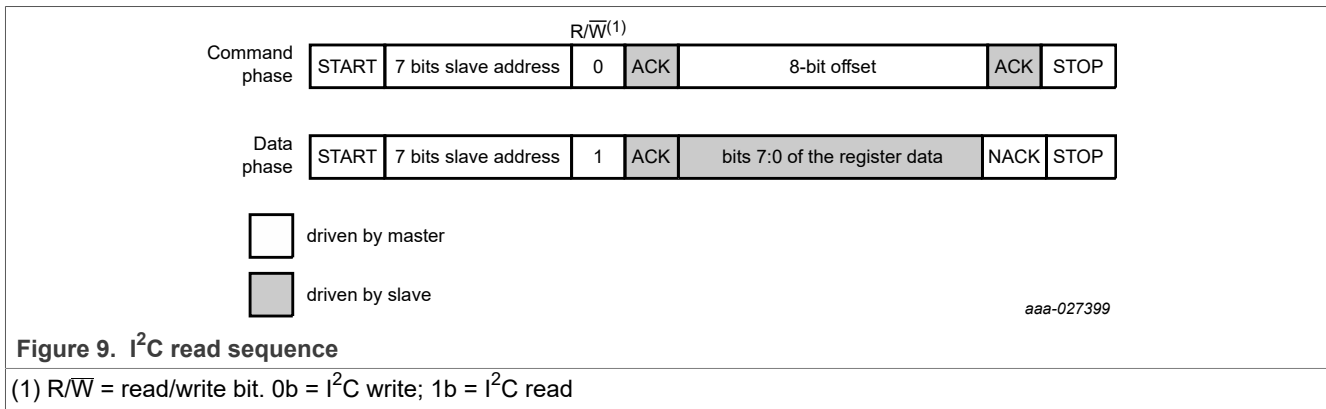 R/W̅(1)
Command phase
START 7 bits slave address 0 ACK 8-bit offset ACK STOP
Data phase
START 7 bits slave address 1 ACK bits 7:0 of the register data NACK STOP
driven by master
driven by slave
aaa-027399
Figure 9. I2C read sequence
(1) R/W̅ = read/write bit. 0b = I2C write; 1b = I2C read